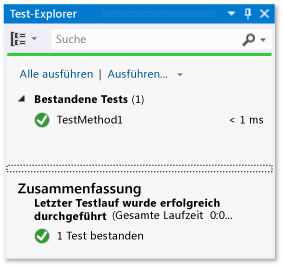 Test-Explorer
Suche
Alle ausführen | Ausführen...
Bestandene Tests (1)
TestMethod1 < 1 ms
Zusammenfassung
Letzter Testlauf wurde erfolgreich
durchgeführt (Gesamte Laufzeit 0:0...
1 Test bestanden